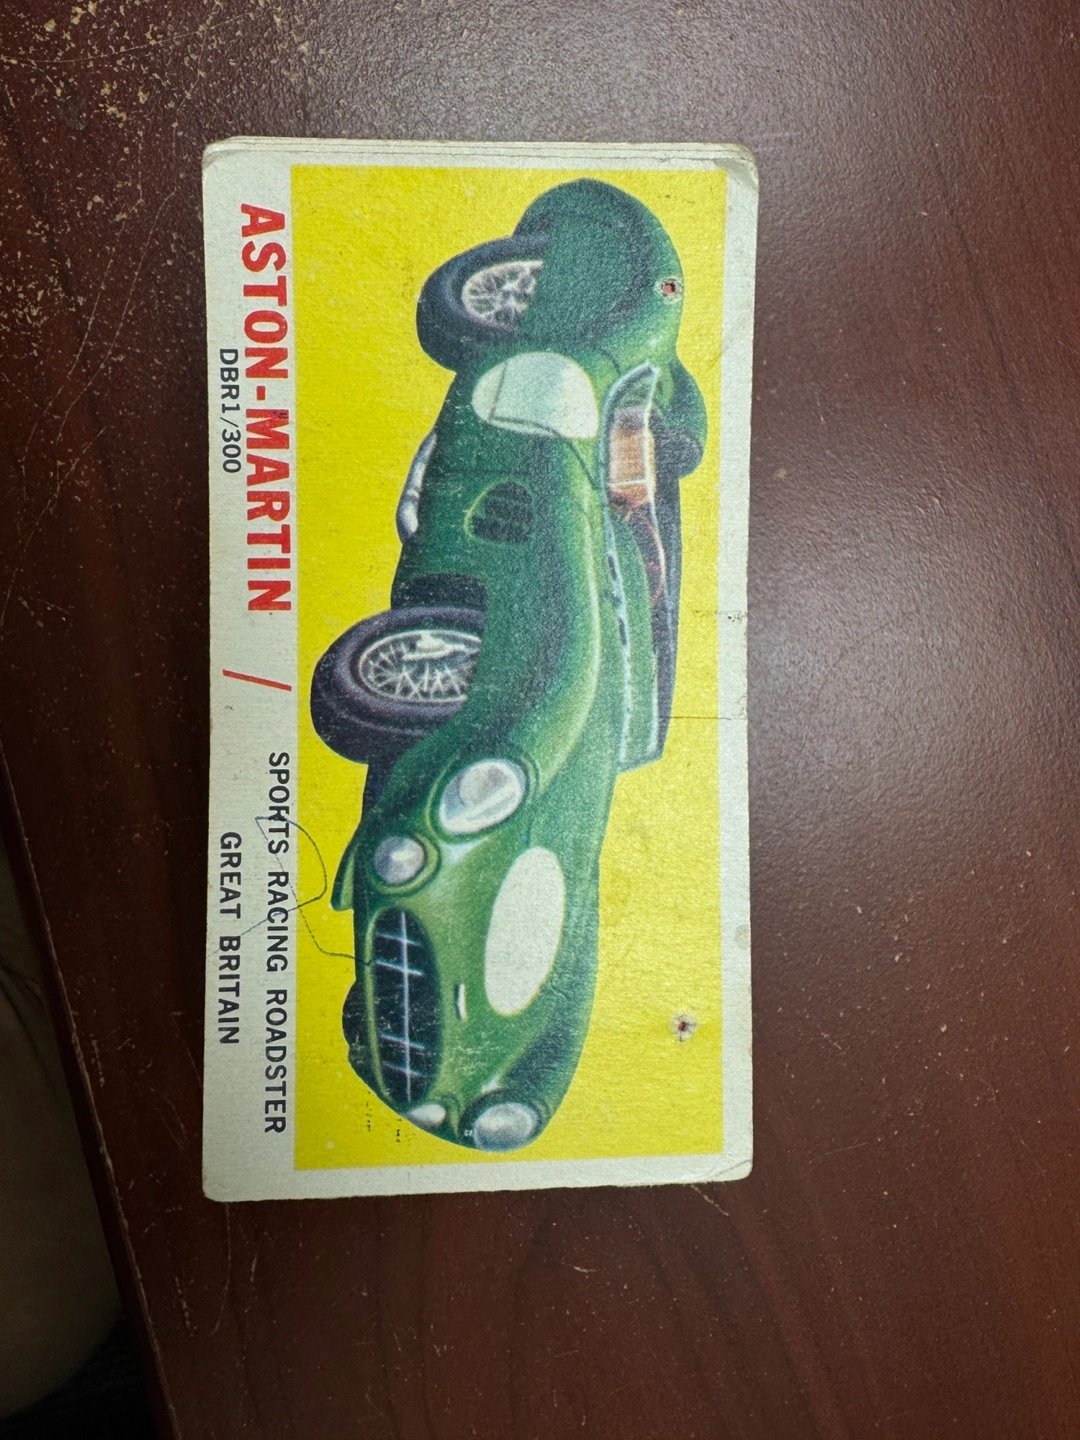 ASTON-MARTIN / SPORTS RACING ROADSTER
DBR1/300 GREAT BRITAIN